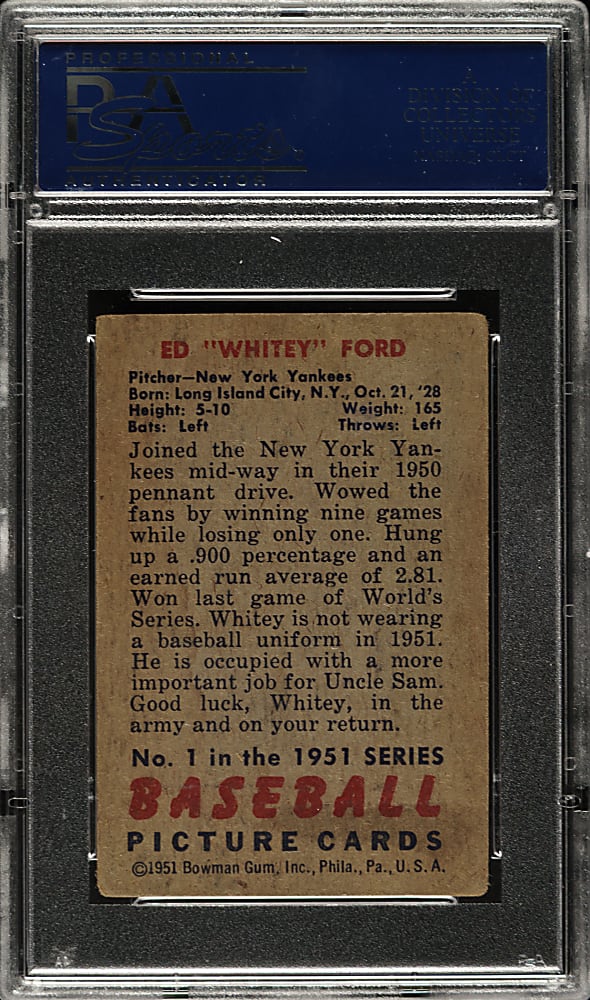 PROFESSIONAL
PSA
Sports
AUTHENTICATOR
A
DIVISION OF
COLLECTORS
UNIVERSE
NASDAQ: CLCT
ED "WHITEY" FORD
Pitcher—New York Yankees
Born: Long Island City, N.Y., Oct. 21, '28
Height: 5-10 Weight: 165
Bats: Left Throws: Left
Joined the New York Yan-
kees mid-way in their 1950
pennant drive. Wowed the
fans by winning nine games
while losing only one. Hung
up a .900 percentage and an
earned run average of 2.81.
Won last game of World's
Series. Whitey is not wearing
a baseball uniform in 1951.
He is occupied with a more
important job for Uncle Sam.
Good luck, Whitey, in the
army and on your return.
No. 1 in the 1951 SERIES
BASEBALL
PICTURE CARDS
©1951 Bowman Gum, Inc., Phila., Pa., U.S.A.
PSA